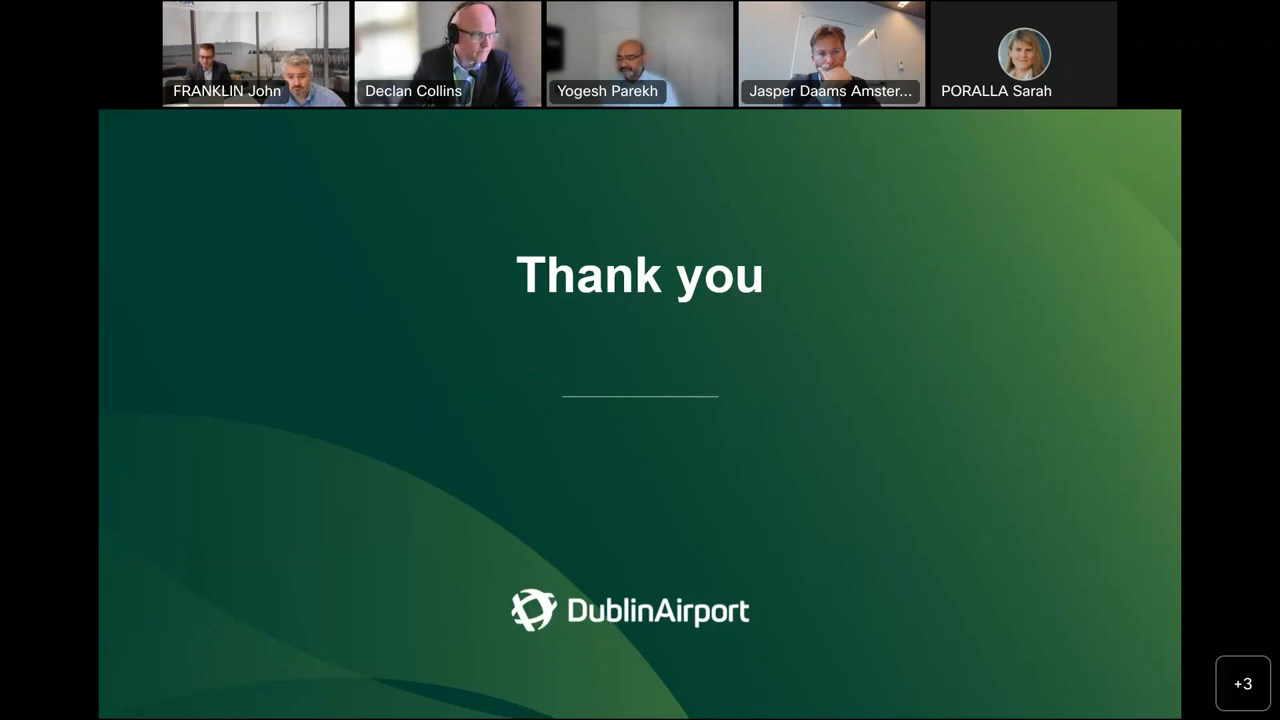 FRANKLIN John
Declan Collins
Yogesh Parekh
Jasper Daams Amster...
PORALLA Sarah
Thank you
DublinAirport
+3